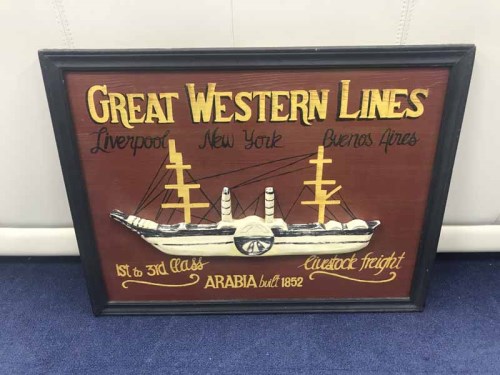 GREAT WESTERN LINES
Liverpool New York Buenos Aires
1st to 3rd Class livestock freight
ARABIA built 1852